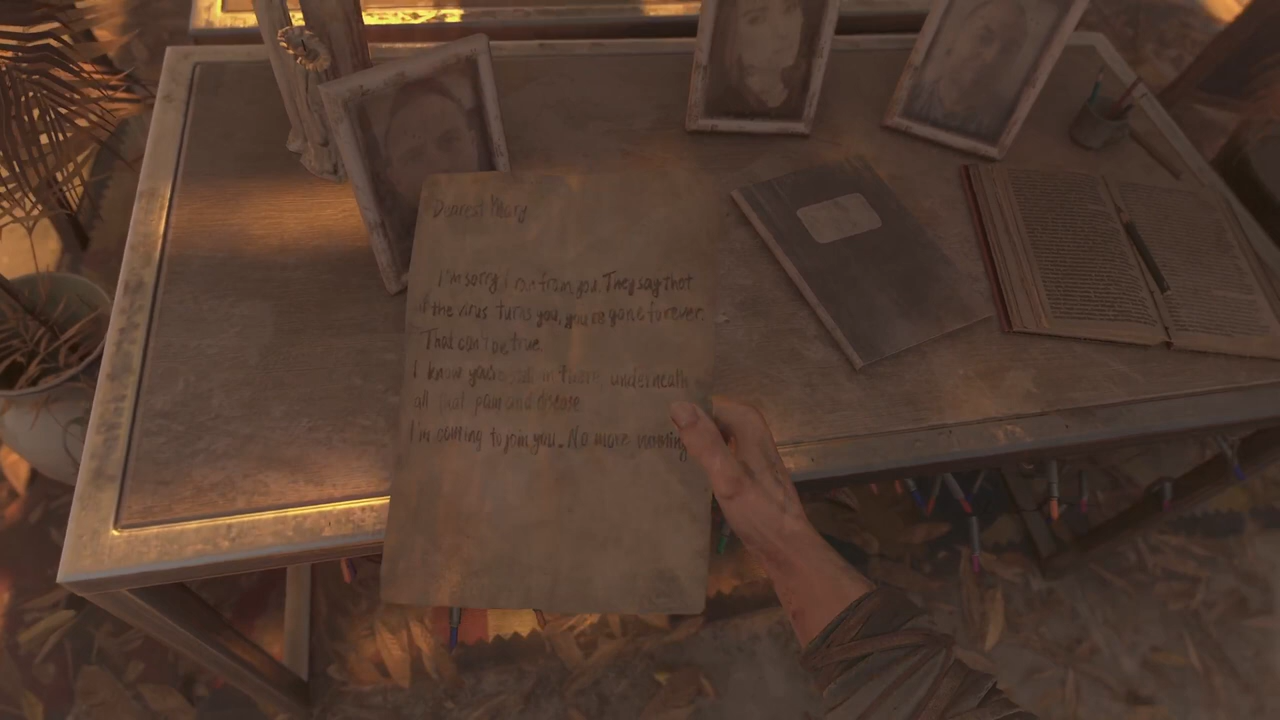 Dearest Mary
I'm sorry I ran from you. They say that
if the virus turns you, you're gone forever.
That can't be true.
I know you're still in there, underneath
all that pain and disease
I'm coming to join you. No more running